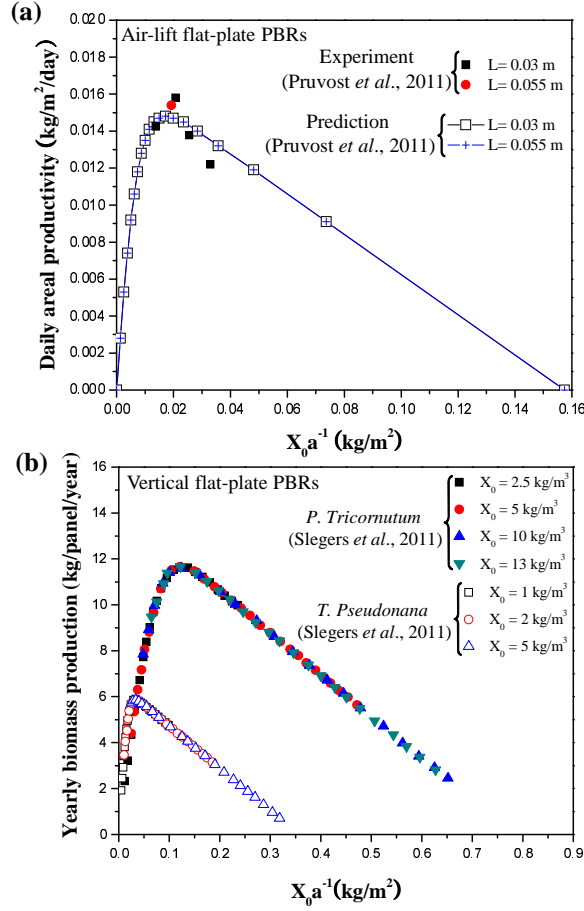 (a)
Air-lift flat-plate PBRs
Experiment
(Pruvost et al., 2011)
L= 0.03 m
L= 0.055 m
Prediction
(Pruvost et al., 2011)
L= 0.03 m
L= 0.055 m
Daily areal productivity (kg/m²/day)
0.020
0.018
0.016
0.014
0.012
0.010
0.008
0.006
0.004
0.002
0.000
0.00 0.02 0.04 0.06 0.08 0.10 0.12 0.14 0.16
X₀a⁻¹ (kg/m²)
(b)
Vertical flat-plate PBRs
P. Tricornutum
(Slegers et al., 2011)
X₀ = 2.5 kg/m³
X₀ = 5 kg/m³
X₀ = 10 kg/m³
X₀ = 13 kg/m³
T. Pseudonana
(Slegers et al., 2011)
X₀ = 1 kg/m³
X₀ = 2 kg/m³
X₀ = 5 kg/m³
Yearly biomass production (kg/panel/year)
16
14
12
10
8
6
4
2
0
0.0 0.1 0.2 0.3 0.4 0.5 0.6 0.7 0.8 0.9
X₀a⁻¹(kg/m²)